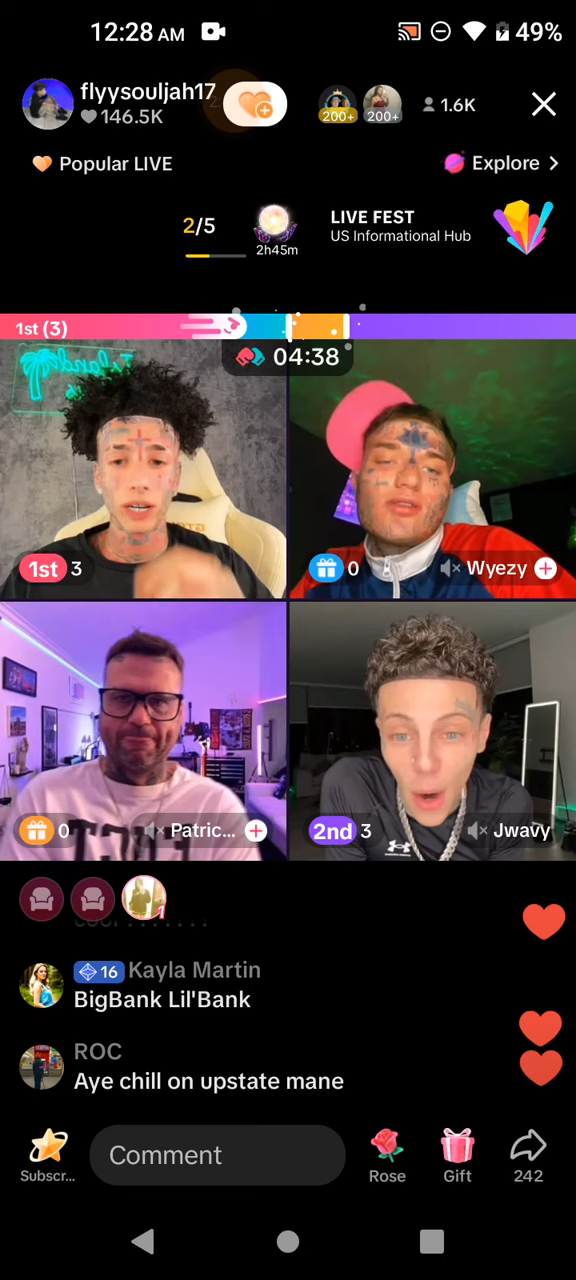 12:28 AM
49%
flyysouljah17
146.5K
200+
200+
1.6K
Popular LIVE
Explore >
2/5
2h45m
LIVE FEST
US Informational Hub
1st (3)
04:38
1st 3
0
Wyezy
0
Patric...
2nd 3
Jwavy
16 Kayla Martin
BigBank Lil'Bank
ROC
Aye chill on upstate mane
Subscr...
Comment
Rose
Gift
242